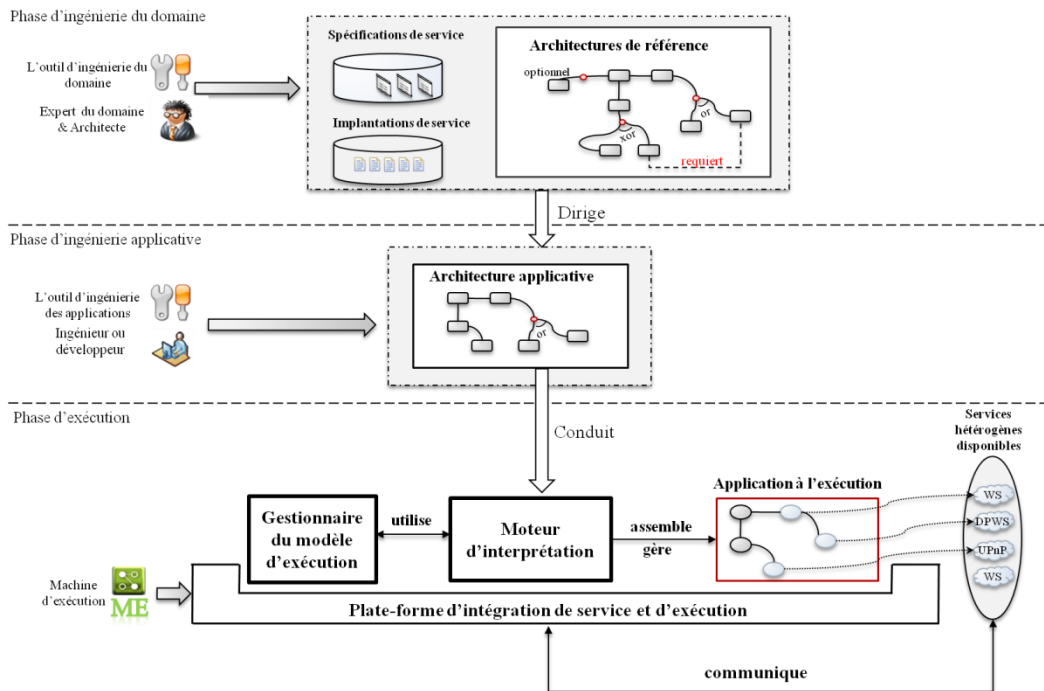 Phase d'ingénierie du domaine
L'outil d'ingénierie du
domaine
Expert du domaine
& Architecte
Spécifications de service
Implantations de service
Architectures de référence
optionnel
or
xor
requiert
Dirige
Phase d'ingénierie applicative
L'outil d'ingénierie
des applications
Ingénieur ou
développeur
Architecture applicative
or
Phase d'exécution
Conduit
Services
hétérogènes
disponibles
Gestionnaire
du modèle
d'exécution
utilise
Moteur
d'interprétation
assemble
gère
Application à l'exécution
WS
DPWS
UPnP
WS
Machine
d'exécution
ME
Plate-forme d'intégration de service et d'exécution
communique